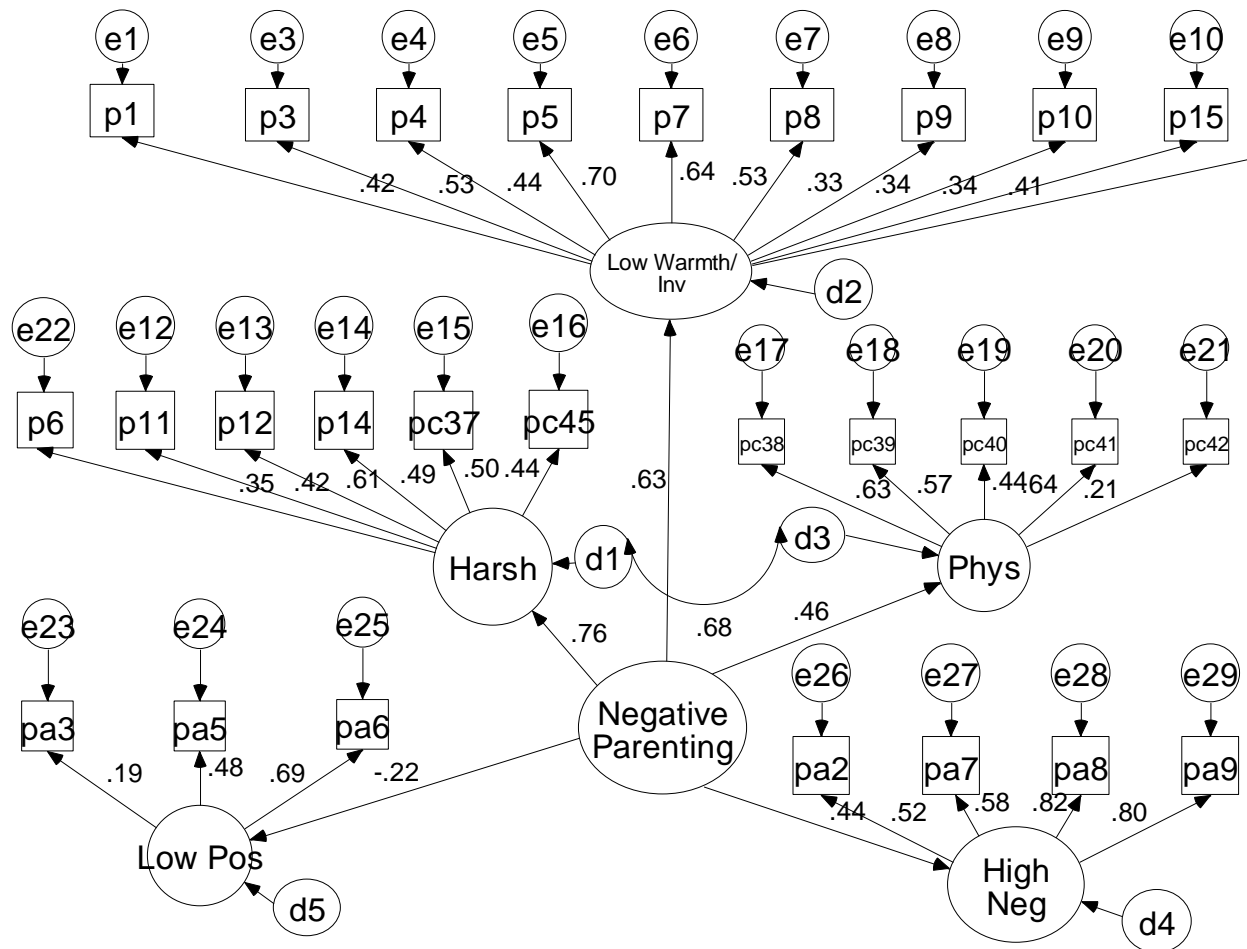 e1
e3
e4
e5
e6
e7
e8
e9
e10
p1
p3
p4
p5
p7
p8
p9
p10
p15
.42
.53
.44
.70
.64
.53
.33
.34
.34
.41
Low Warmth/
Inv
d2
e22
e12
e13
e14
e15
e16
p6
p11
p12
p14
pc37
pc45
.35
.42
.61
.49
.50
.44
.63
e17
e18
e19
e20
e21
pc38
pc39
pc40
pc41
pc42
.63
.57
.44
.64
.21
Harsh
d1
d3
Phys
.76
.68
.46
e23
e24
e25
pa3
pa5
pa6
.19
.48
.69
-.22
Negative
Parenting
e26
e27
e28
e29
pa2
pa7
pa8
pa9
.44
.52
.58
.82
.80
Low Pos
d5
High
Neg
d4